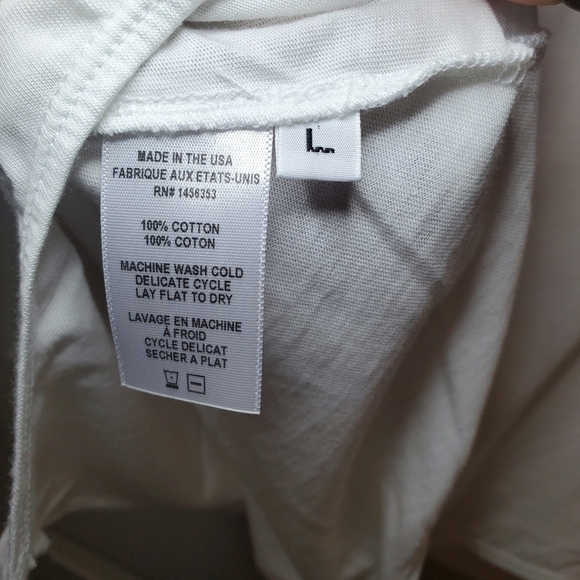 MADE IN THE USA
FABRIQUE AUX ETATS-UNIS
RN# 1456353
100% COTTON
100% COTON
MACHINE WASH COLD
DELICATE CYCLE
LAY FLAT TO DRY
LAVAGE EN MACHINE
À FROID
CYCLE DELICAT
SECHER A PLAT
L